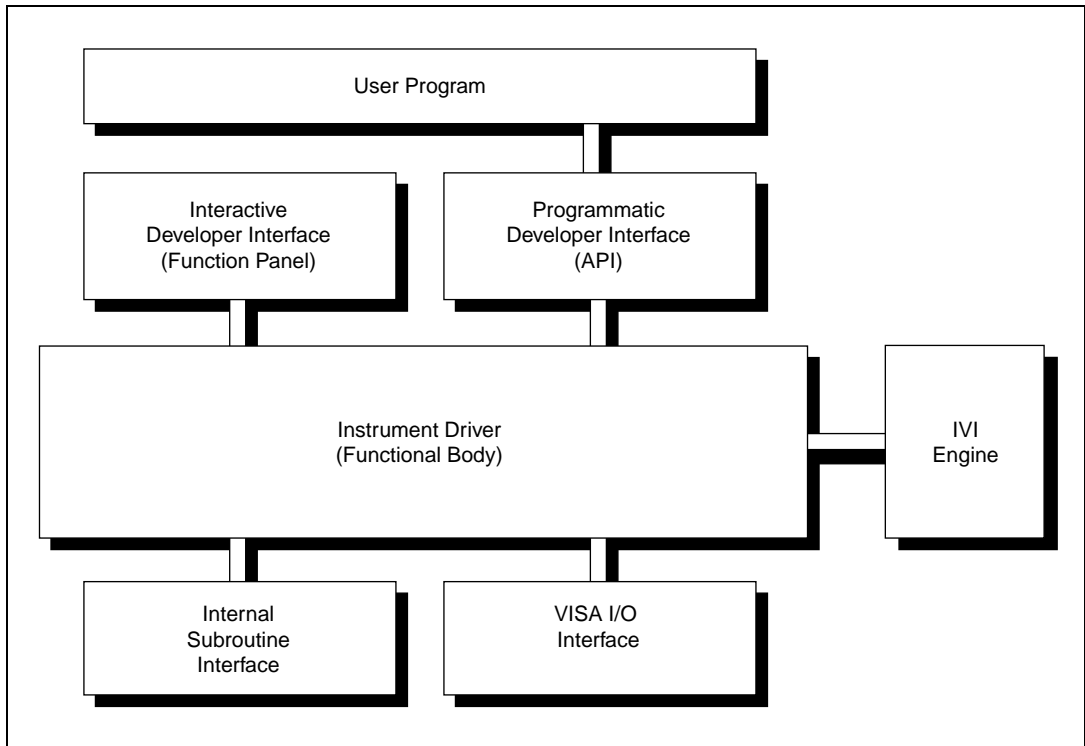 User Program
Interactive
Developer Interface
(Function Panel)
Programmatic
Developer Interface
(API)
Instrument Driver
(Functional Body)
IVI
Engine
Internal
Subroutine
Interface
VISA I/O
Interface